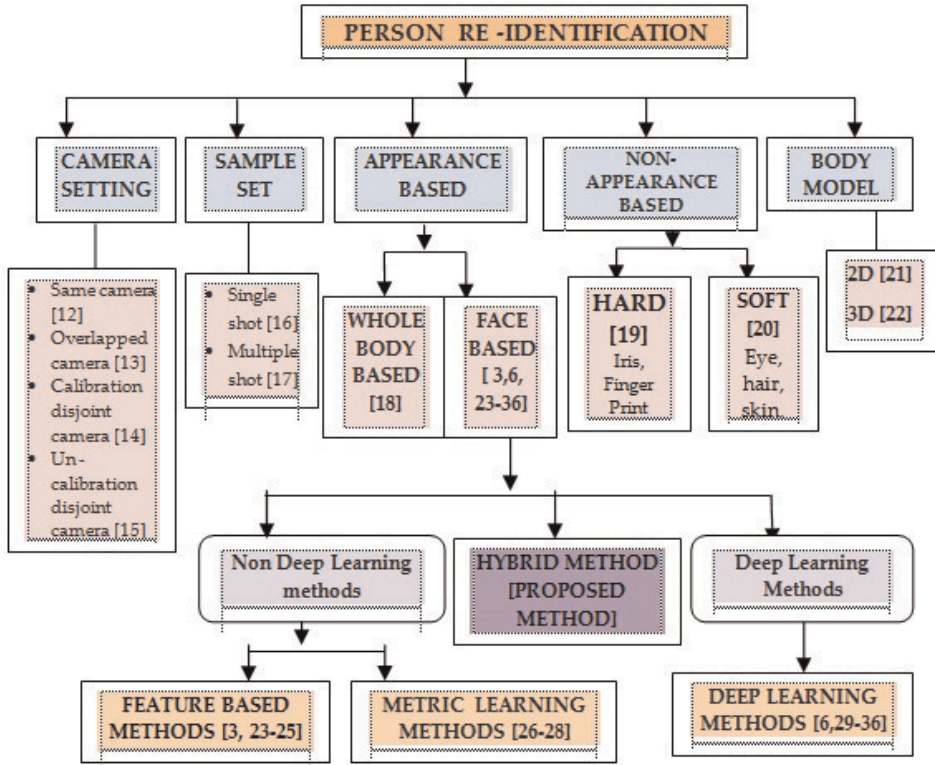 PERSON RE -IDENTIFICATION
CAMERA
SETTING
SAMPLE
SET
APPEARANCE
BASED
NON-
APPEARANCE
BASED
BODY
MODEL
• Same camera
[12]
• Overlapped
camera [13]
• Calibration
disjoint
camera [14]
• Un-
calibration
disjoint
camera [15]
• Single
shot [16]
• Multiple
shot [17]
WHOLE
BODY
BASED
[18]
FACE
BASED
[ 3,6,
23-36]
HARD
[19]
Iris,
Finger
Print
SOFT
[20]
Eye,
hair,
skin
2D [21]
3D [22]
Non Deep Learning
methods
HYBRID METHOD
[PROPOSED
METHOD]
Deep Learning
Methods
FEATURE BASED
METHODS [3, 23-25]
METRIC LEARNING
METHODS [26-28]
DEEP LEARNING
METHODS [6,29-36]